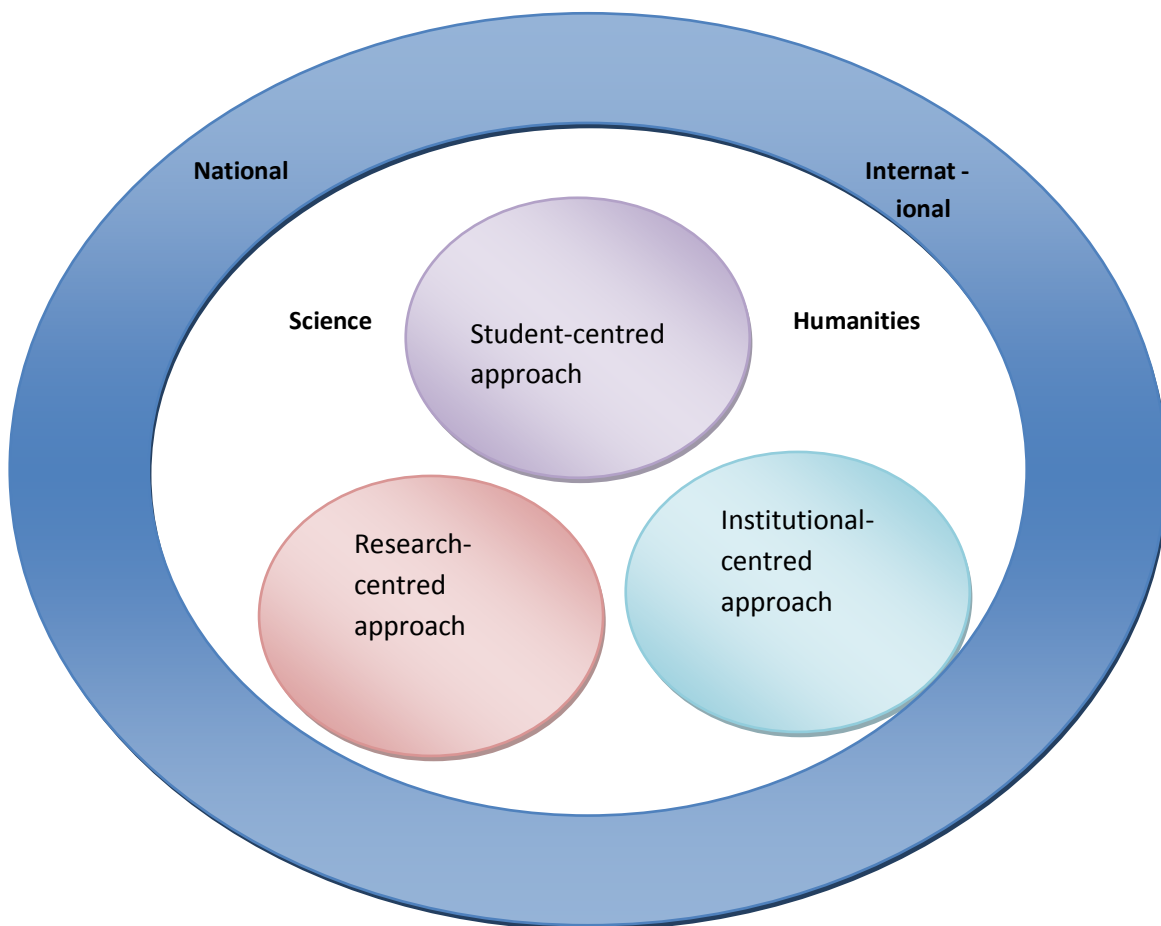 National
Internat -
ional
Science
Humanities
Student-centred
approach
Research-
centred
approach
Institutional-
centred
approach